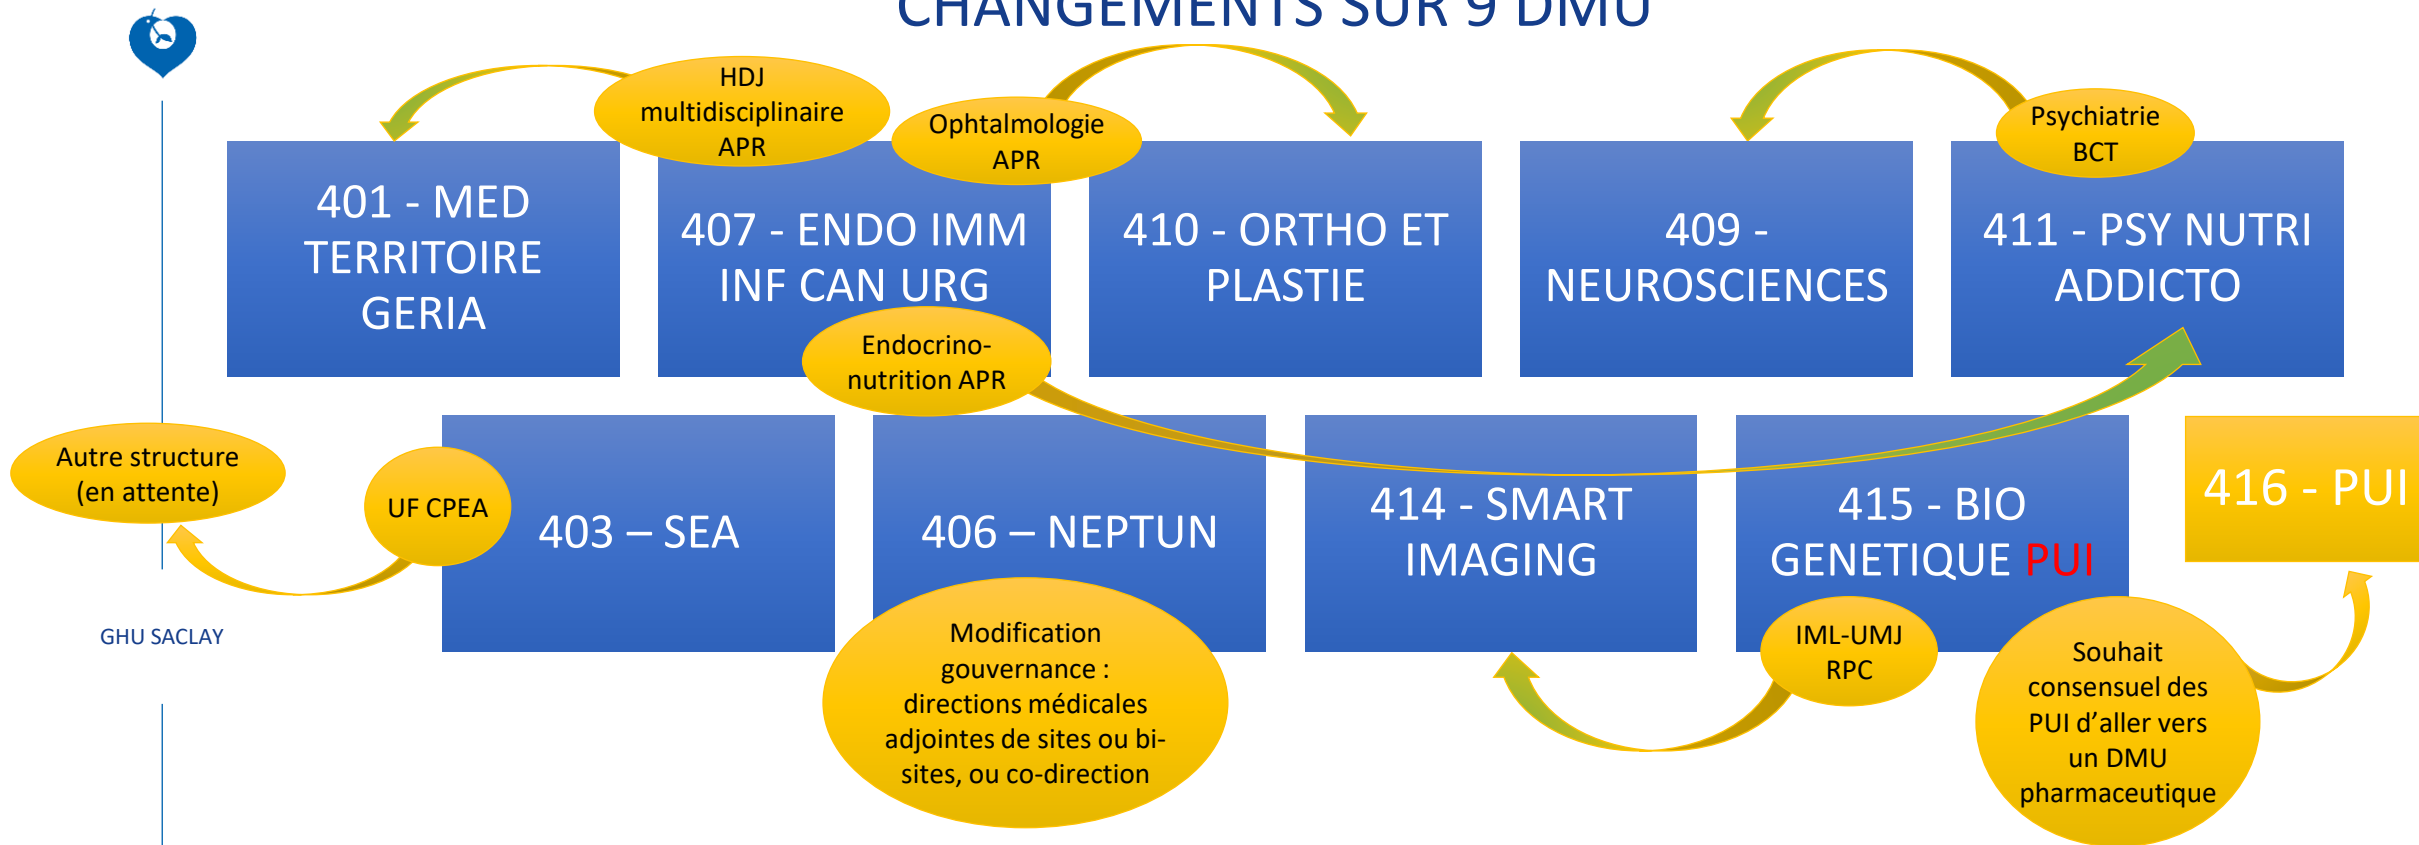 CHANGEMENTS SUR 9 DMU
HDJ
multidisciplinaire
APR
Ophtalmologie
APR
Psychiatrie
BCT
401 - MED
TERRITOIRE
GERIA
407 - ENDO IMM
INF CAN URG
410 - ORTHO ET
PLASTIE
409 -
NEUROSCIENCES
411 - PSY NUTRI
ADDICTO
Endocrino-
nutrition APR
Autre structure
(en attente)
UF CPEA
403 – SEA
406 – NEPTUN
414 - SMART
IMAGING
415 - BIO
GENETIQUE PUI
416 - PUI
GHU SACLAY
Modification
gouvernance :
directions médicales
adjointes de sites ou bi-
sites, ou co-direction
IML-UMJ
RPC
Souhait
consensuel des
PUI d’aller vers
un DMU
pharmaceutique